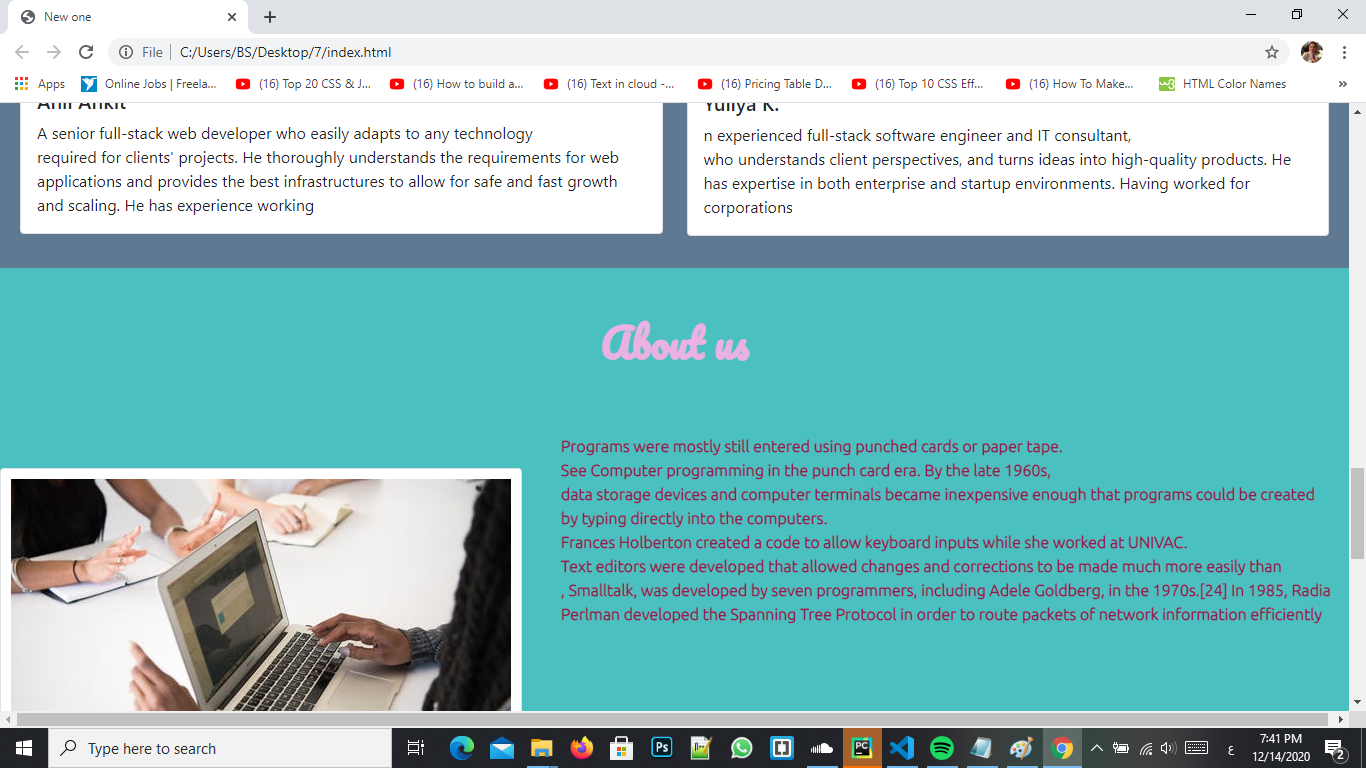 New one
File
C:/Users/BS/Desktop/7/index.html
Apps
Online Jobs | Freela...
(16) Top 20 CSS & J...
(16) How to build a...
(16) Text in cloud -...
(16) Pricing Table D...
(16) Top 10 CSS Eff...
(16) How To Make...
HTML Color Names
Anil Ankit
A senior full-stack web developer who easily adapts to any technology
required for clients' projects. He thoroughly understands the requirements for web
applications and provides the best infrastructures to allow for safe and fast growth
and scaling. He has experience working
Yuliya K.
n experienced full-stack software engineer and IT consultant,
who understands client perspectives, and turns ideas into high-quality products. He
has expertise in both enterprise and startup environments. Having worked for
corporations
About us
Programs were mostly still entered using punched cards or paper tape.
See Computer programming in the punch card era. By the late 1960s,
data storage devices and computer terminals became inexpensive enough that programs could be created
by typing directly into the computers.
Frances Holberton created a code to allow keyboard inputs while she worked at UNIVAC.
Text editors were developed that allowed changes and corrections to be made much more easily than
, Smalltalk, was developed by seven programmers, including Adele Goldberg, in the 1970s.[24] In 1985, Radia
Perlman developed the Spanning Tree Protocol in order to route packets of network information efficiently
Type here to search
Ps
PC
ع
7:41 PM
12/14/2020
2